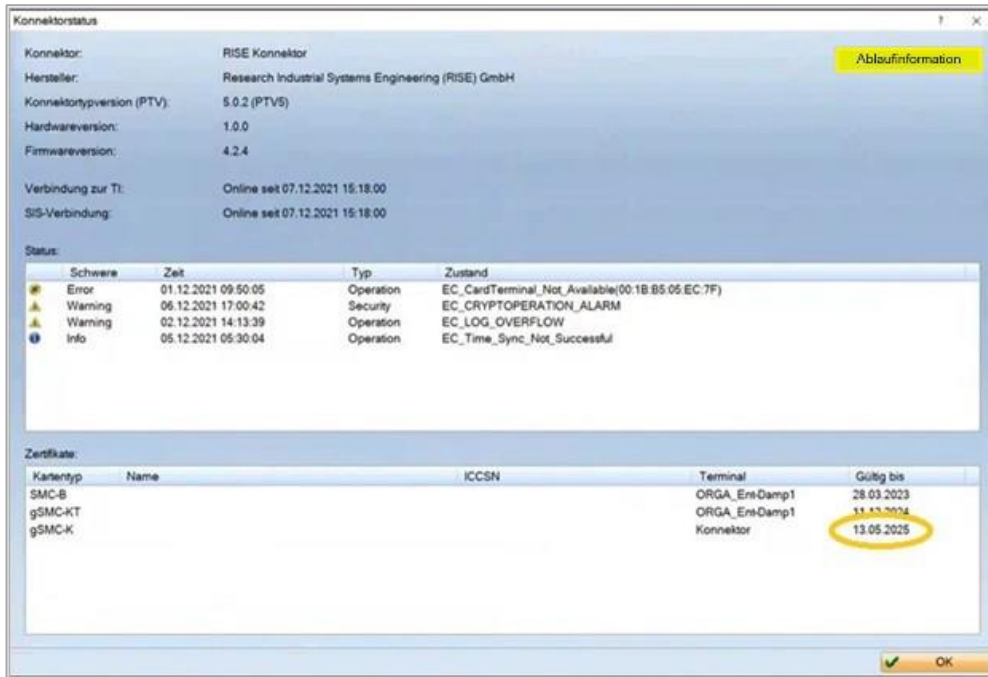 Konnektorstatus ? ×
Konnektor: RISE Konnektor
Ablaufinformation
Hersteller: Research Industrial Systems Engineering (RISE) GmbH
Konnektortypversion (PTV): 5.0.2 (PTV5)
Hardwareversion: 1.0.0
Firmwareversion: 4.2.4
Verbindung zur TI: Online seit 07.12.2021 15:18:00
SIS-Verbindung: Online seit 07.12.2021 15:18:00
Status:
Schwere Zeit Typ Zustand
Error 01.12.2021 09:50:05 Operation EC_CardTerminal_Not_Available(00:1B:B5:05:EC:7F)
Warning 06.12.2021 17:00:42 Security EC_CRYPTOPERATION_ALARM
Warning 02.12.2021 14:13:39 Operation EC_LOG_OVERFLOW
Info 05.12.2021 05:30:04 Operation EC_Time_Sync_Not_Successful
Zertifikate:
Kartentyp Name ICCSN Terminal Gültig bis
SMC-B ORGA_Ent-Damp1 28.03.2023
gSMC-KT ORGA_Ent-Damp1 11.12.2024
gSMC-K Konnektor 13.05.2025
OK